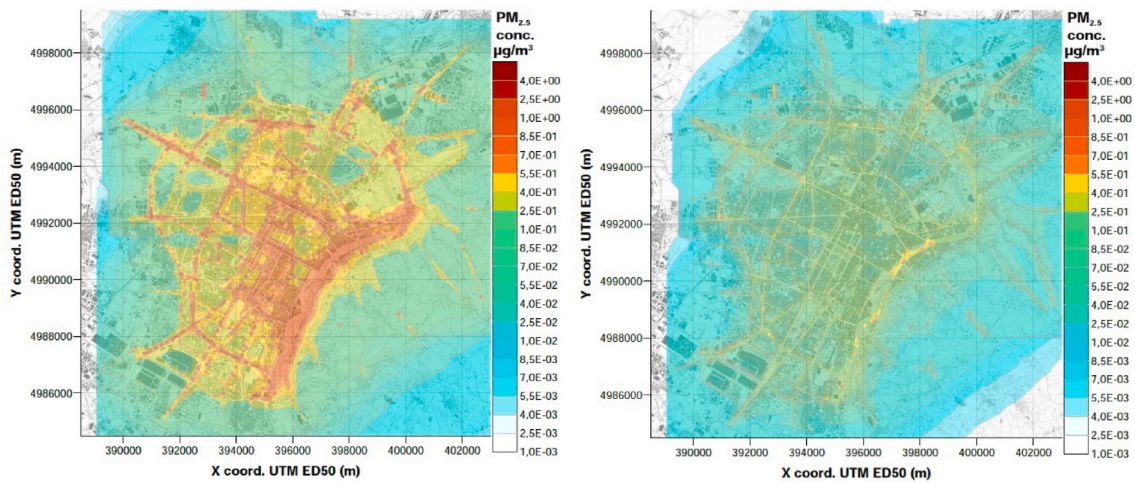 PM2.5
conc.
µg/m³
4.0E+00
2,5E+00
1,0E+00
8,5E-01
7,0E-01
5,5E-01
4,0E-01
2,5E-01
1,0E-01
8,5E-02
7,0E-02
5,5E-02
4,0E-02
2,5E-02
1,0E-02
8,5E-03
7,0E-03
5,5E-03
4,0E-03
2,5E-03
1,0E-03
Y coord. UTM ED50 (m)
4998000
4996000
4994000
4992000
4990000
4988000
4986000
390000 392000 394000 396000 398000 400000 402000
X coord. UTM ED50 (m)
PM2.5
conc.
µg/m³
4.0E+00
2,5E+00
1,0E+00
8,5E-01
7,0E-01
5,5E-01
4,0E-01
2,5E-01
1,0E-01
8,5E-02
7,0E-02
5,5E-02
4,0E-02
2,5E-02
1,0E-02
8,5E-03
7,0E-03
5,5E-03
4,0E-03
2,5E-03
1,0E-03
Y coord. UTM ED50 (m)
4998000
4996000
4994000
4992000
4990000
4988000
4986000
390000 392000 394000 396000 398000 400000 402000
X coord. UTM ED50 (m)